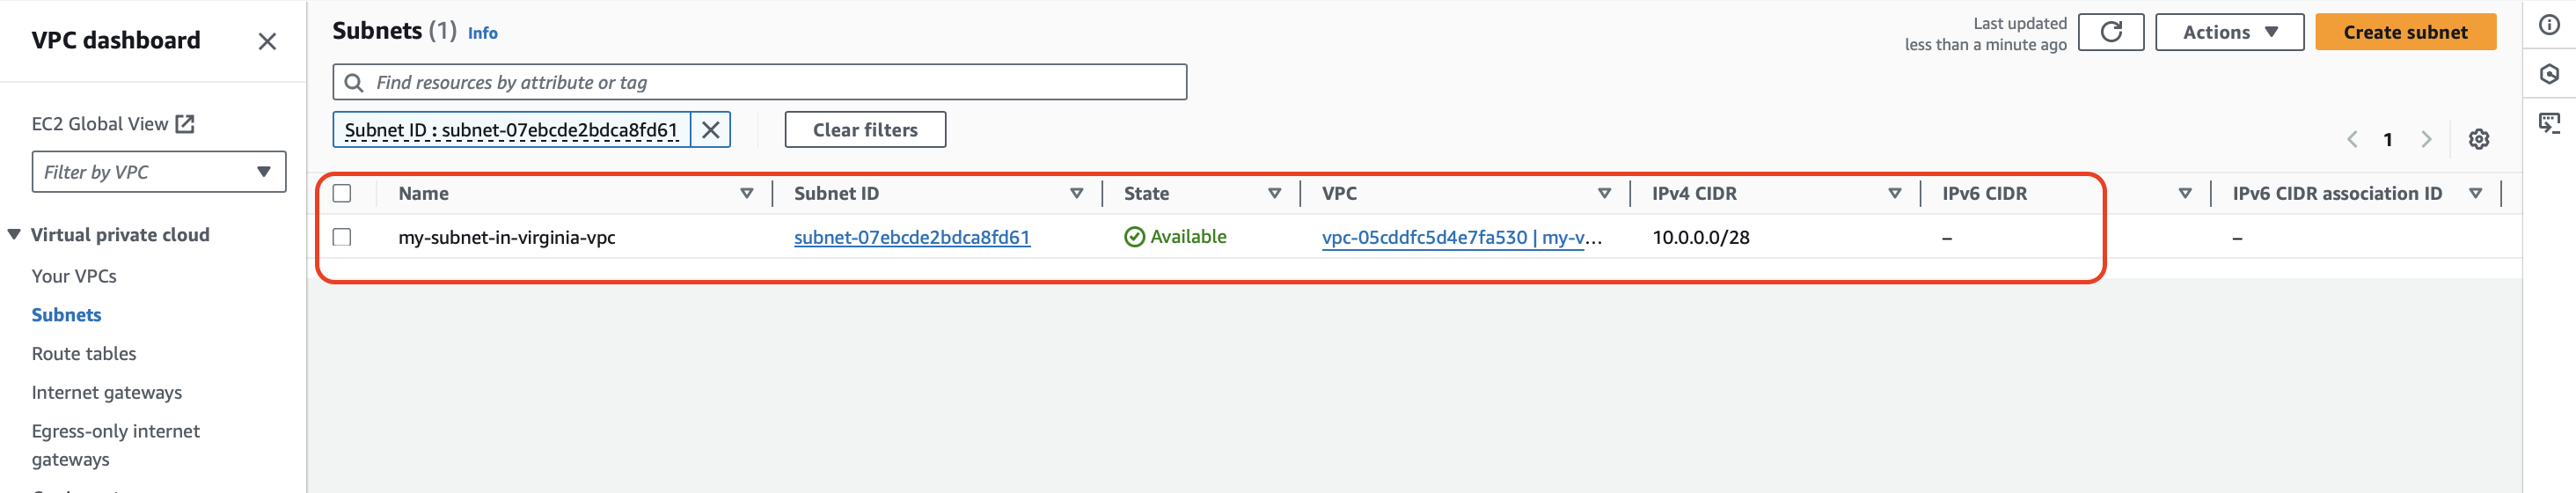 VPC dashboard
EC2 Global View
Filter by VPC
Virtual private cloud
Your VPCs
Subnets
Route tables
Internet gateways
Egress-only internet
gateways
Subnets (1) Info
Last updated
less than a minute ago
Actions
Create subnet
Find resources by attribute or tag
Subnet ID : subnet-07ebcde2bdca8fd61
Clear filters
1
Name Subnet ID State VPC IPv4 CIDR IPv6 CIDR IPv6 CIDR association ID
my-subnet-in-virginia-vpc subnet-07ebcde2bdca8fd61 Available vpc-05cddfc5d4e7fa530 | my-v... 10.0.0.0/28 – –